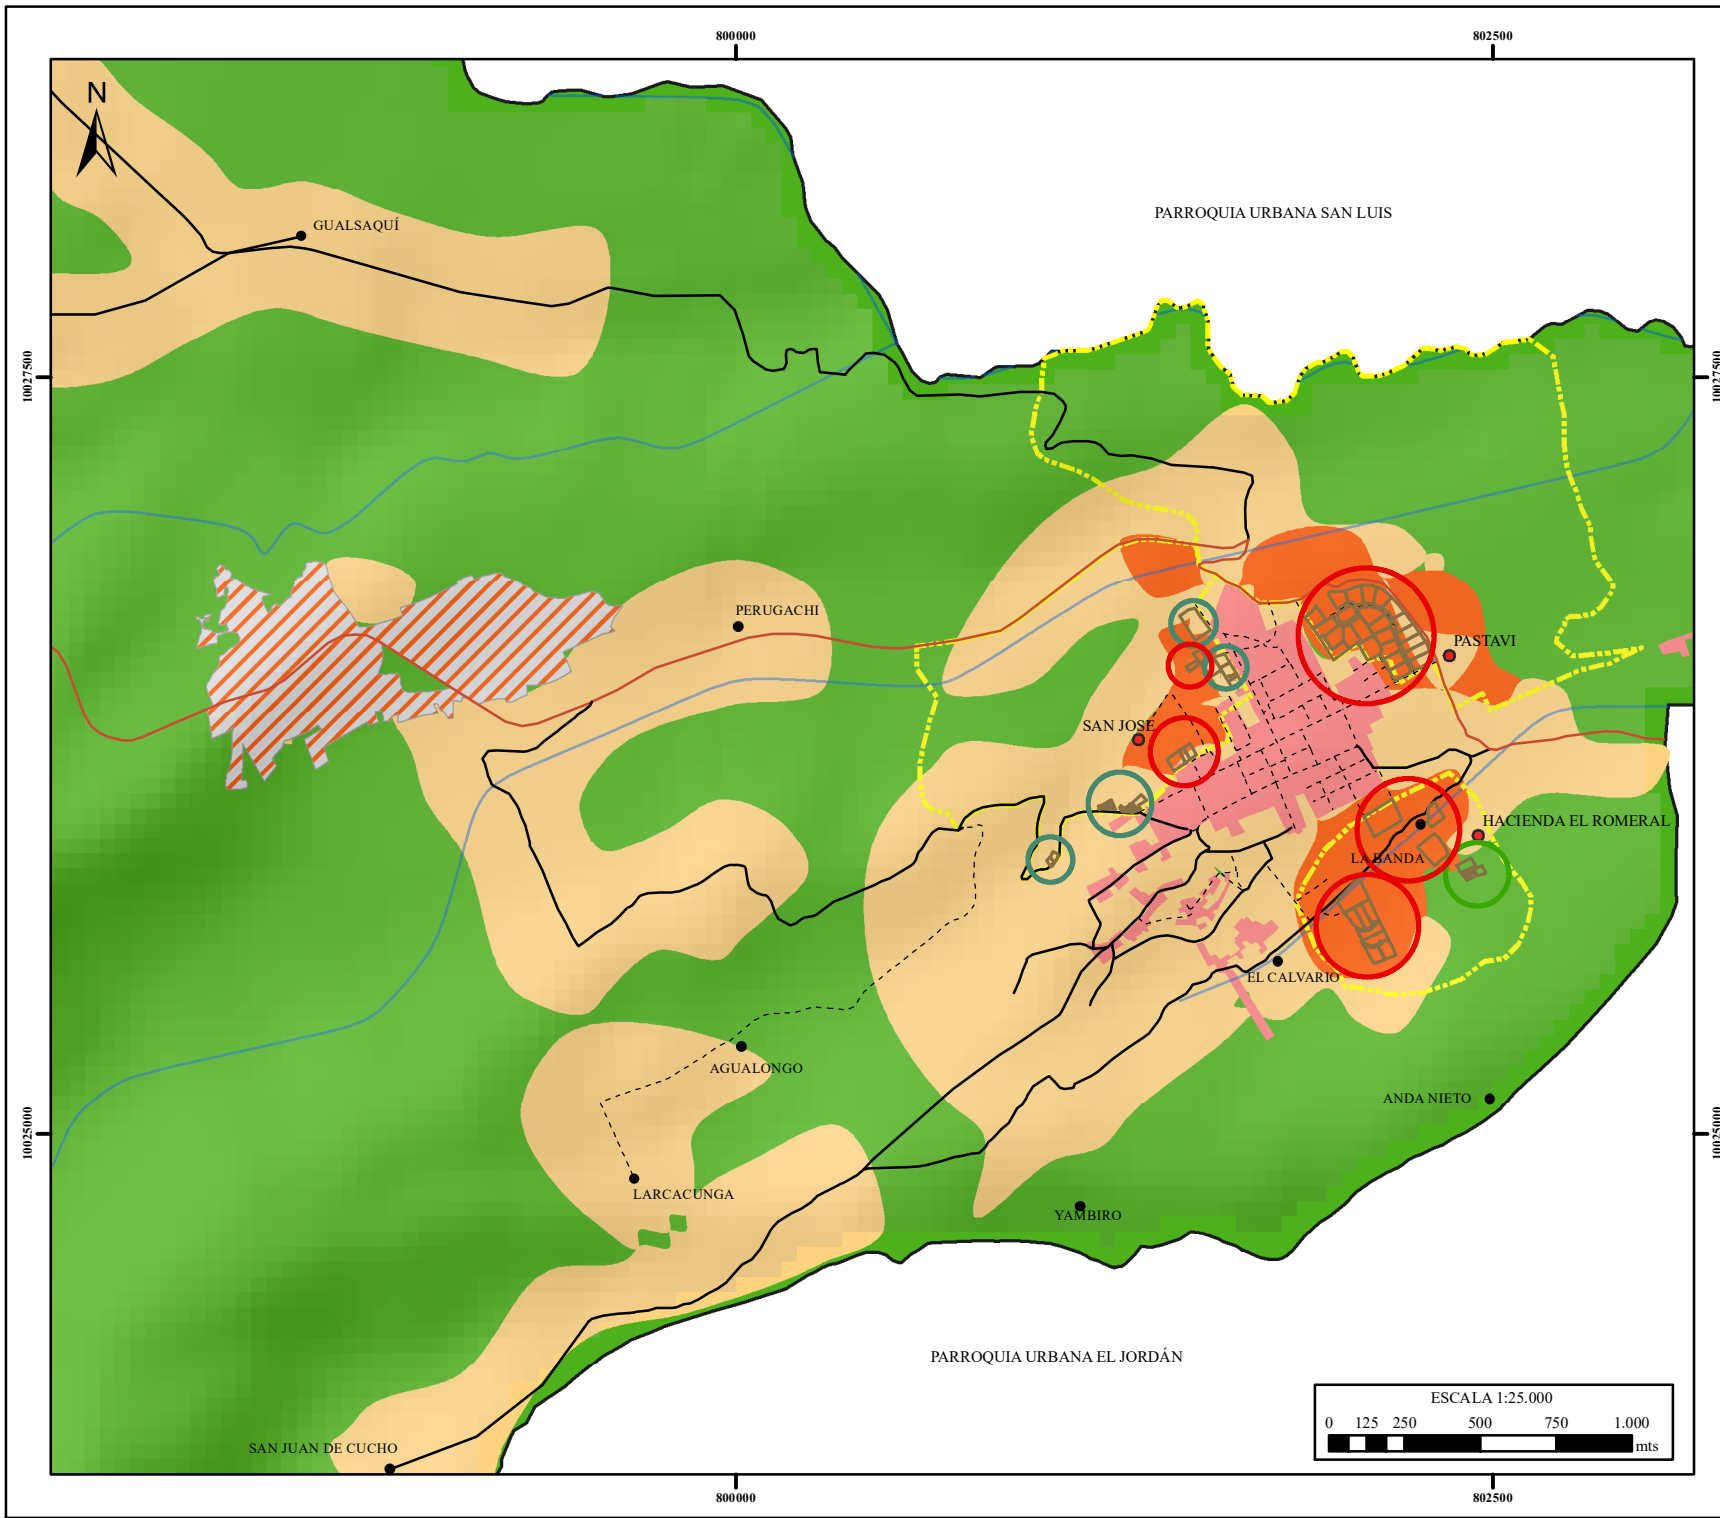 800000
802500
N
PARROQUIA URBANA SAN LUIS
GUALSAQUÍ
10027500
10027500
PERUGACHI
PASTAVI
SAN JOSE
HACIENDA EL ROMERAL
LA BANDA
EL CALVARIO
AGUALONGO
ANDA NIETO
10025000
10025000
LARCACUNGA
YAMBIRO
PARROQUIA URBANA EL JORDÁN
ESCALA 1:25.000
0 125 250 500 750 1.000
mts
SAN JUAN DE CUCHO
800000
802500